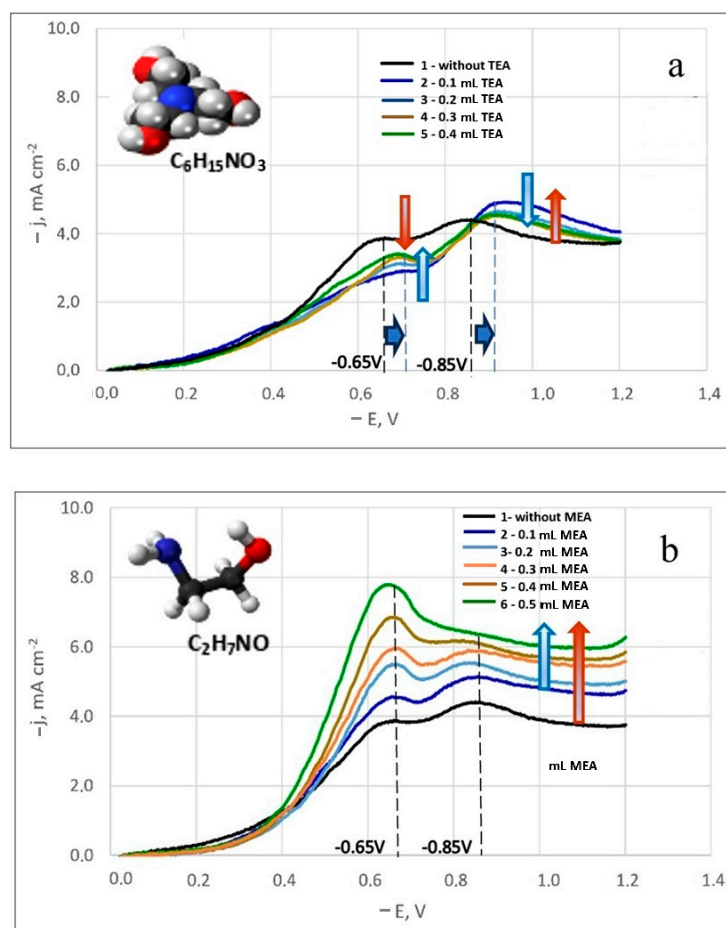 10.0
a
1 - without TEA
2 - 0.1 mL TEA
3 - 0.2 mL TEA
4 - 0.3 mL TEA
5 - 0.4 mL TEA
8.0
C₆H₁₅NO₃
6.0
– j, mA cm⁻²
4.0
2.0
-0.65V
-0.85V
0,0
0.0
0.2
0.4
0.6
0.8
1,0
1.2
1,4
– E, V
10.0
1- without MEA
b
2 - 0.1 mL MEA
3- 0.2 mL MEA
4 - 0.3 mL MEA
5 - 0.4 mL MEA
6 - 0.5 mL MEA
8.0
C₂H₇NO
6.0
–j, mA cm⁻²
4.0
mL MEA
2.0
-0.65V
-0.85V
0.0
0.0
0.2
0.4
0.6
0.8
1.0
1.2
1.4
– E, V